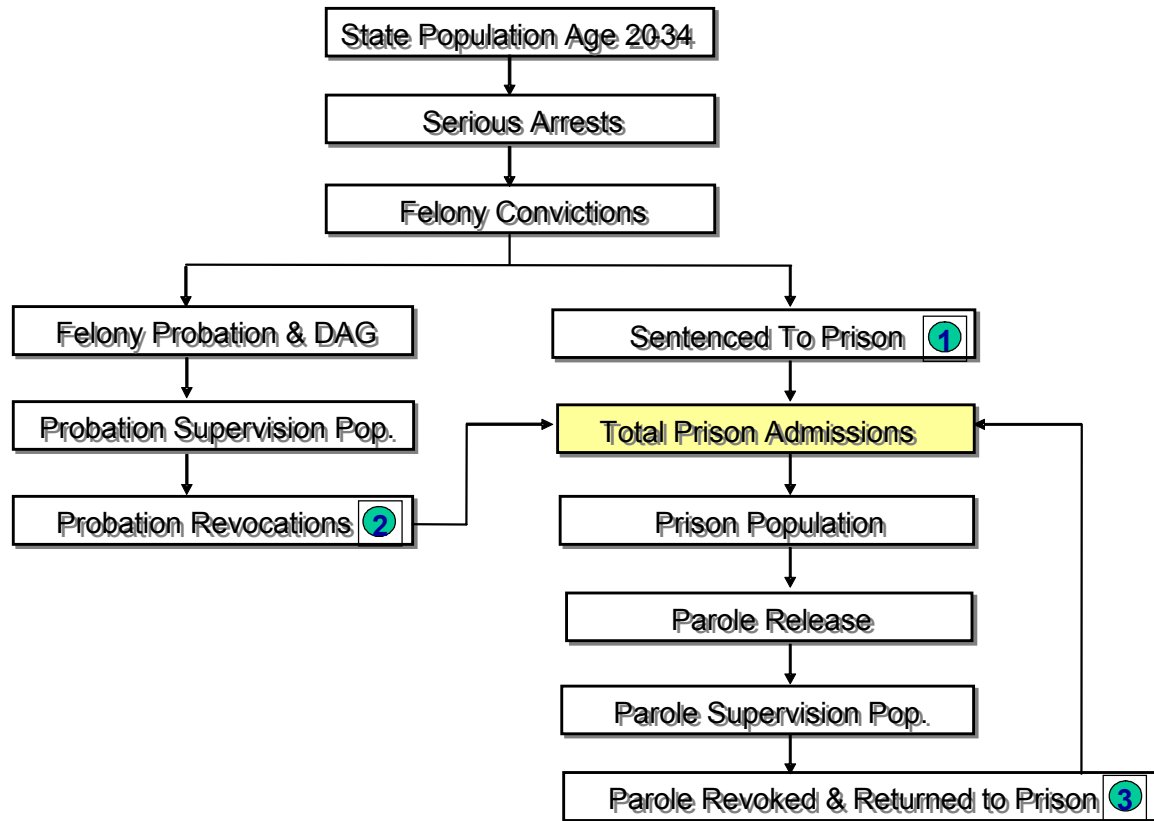 State Population Age 20-34
Serious Arrests
Felony Convictions
Felony Probation & DAG
Sentenced To Prison 1
Probation Supervision Pop.
Total Prison Admissions
Probation Revocations 2
Prison Population
Parole Release
Parole Supervision Pop.
Parole Revoked & Returned to Prison 3